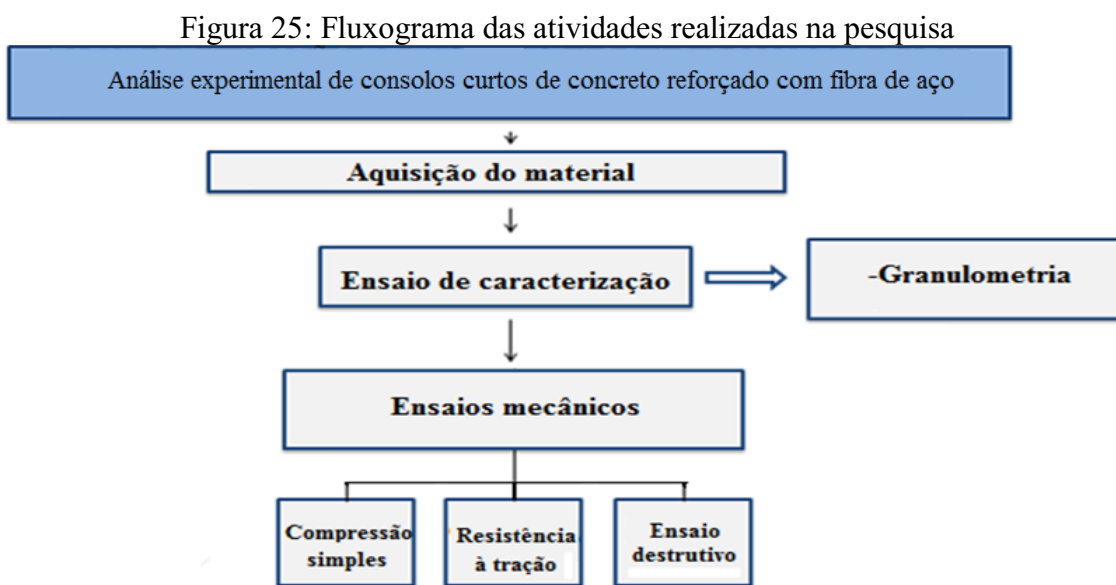 Figura 25: Fluxograma das atividades realizadas na pesquisa
Análise experimental de consolos curtos de concreto reforçado com fibra de aço
Aquisição do material
Ensaio de caracterização
-Granulometria
Ensaios mecânicos
Compressão
simples
Resistência
à tração
Ensaio
destrutivo